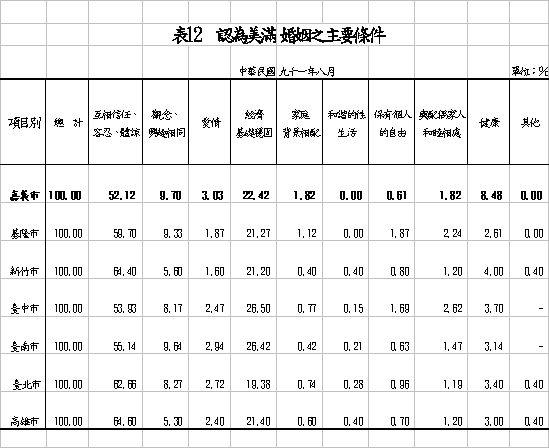 表12 認為美滿婚姻之主要條件
中華民國 九十一年八月 單位：%
項目別 總 計 互相信任、容忍、體諒 觀念、興趣相同 愛情 經濟基礎穩固 家庭背景相配 和諧的性生活 保有個人的自由 與配偶家人和睦相處 健康 其他
嘉義市 100.00 52.12 9.70 3.03 22.42 1.82 0.00 0.61 1.82 8.48 0.00
基隆市 100.00 59.70 9.33 1.87 21.27 1.12 0.00 1.87 2.24 2.61 0.00
新竹市 100.00 64.40 5.60 1.60 21.20 0.40 0.40 0.80 1.20 4.00 0.40
臺中市 100.00 53.93 8.17 2.47 26.50 0.77 0.15 1.69 2.62 3.70 -
臺南市 100.00 55.14 9.64 2.94 26.42 0.42 0.21 0.63 1.47 3.14 -
臺北市 100.00 62.66 8.27 2.72 19.38 0.74 0.28 0.96 1.19 3.40 0.40
高雄市 100.00 64.60 5.30 2.40 21.40 0.60 0.40 0.70 1.20 3.00 0.40